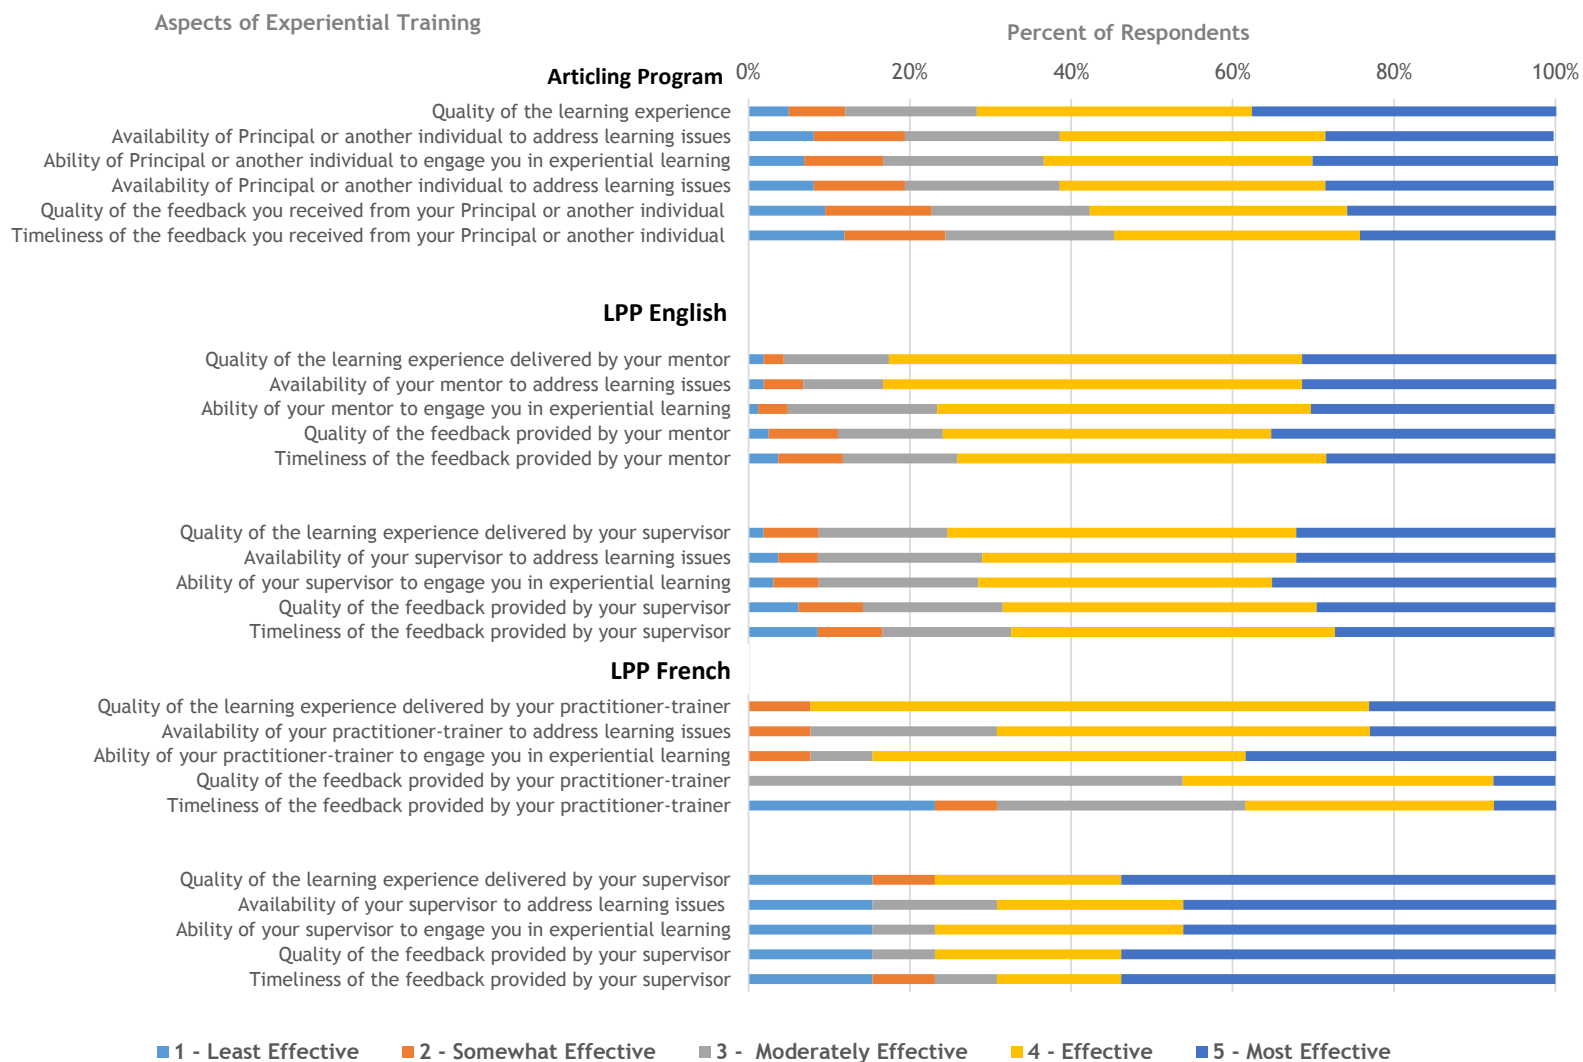 Aspects of Experiential Training
Percent of Respondents
Articling Program
0% 20% 40% 60% 80% 100%
Quality of the learning experience
Availability of Principal or another individual to address learning issues
Ability of Principal or another individual to engage you in experiential learning
Availability of Principal or another individual to address learning issues
Quality of the feedback you received from your Principal or another individual
Timeliness of the feedback you received from your Principal or another individual
LPP English
Quality of the learning experience delivered by your mentor
Availability of your mentor to address learning issues
Ability of your mentor to engage you in experiential learning
Quality of the feedback provided by your mentor
Timeliness of the feedback provided by your mentor
Quality of the learning experience delivered by your supervisor
Availability of your supervisor to address learning issues
Ability of your supervisor to engage you in experiential learning
Quality of the feedback provided by your supervisor
Timeliness of the feedback provided by your supervisor
LPP French
Quality of the learning experience delivered by your practitioner-trainer
Availability of your practitioner-trainer to address learning issues
Ability of your practitioner-trainer to engage you in experiential learning
Quality of the feedback provided by your practitioner-trainer
Timeliness of the feedback provided by your practitioner-trainer
Quality of the learning experience delivered by your supervisor
Availability of your supervisor to address learning issues
Ability of your supervisor to engage you in experiential learning
Quality of the feedback provided by your supervisor
Timeliness of the feedback provided by your supervisor
1 - Least Effective 2 - Somewhat Effective 3 - Moderately Effective 4 - Effective 5 - Most Effective